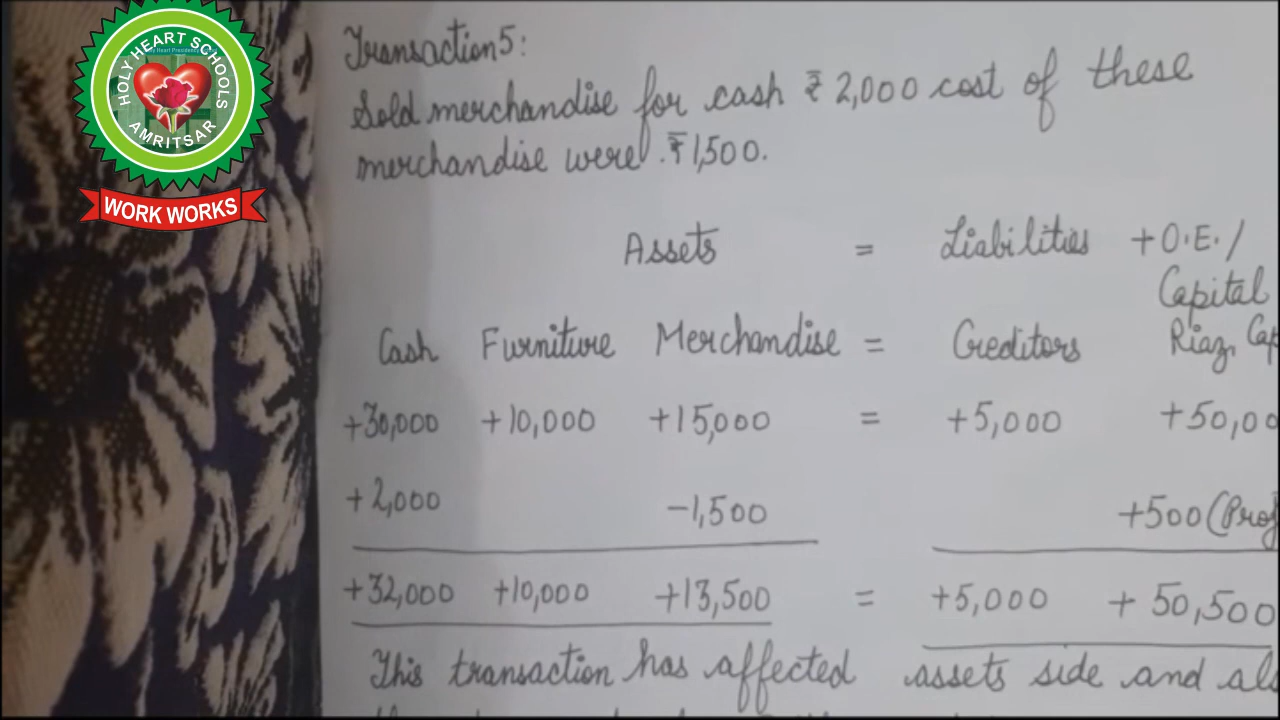 HOLY HEART SCHOOLS
AMRITSAR
WORK WORKS
Transaction 5:
Sold merchandise for cash ₹ 2,000 cost of these
merchandise were ₹1,500.
Assets = Liabilities + O.E./
Capital
Cash Furniture Merchandise = Creditors Riaz, Cap
+30,000 +10,000 +15,000 = +5,000 +50,00
+2,000 -1,500 +500 (Prof
+32,000 +10,000 +13,500 = +5,000 + 50,500
This transaction has affected assets side and als